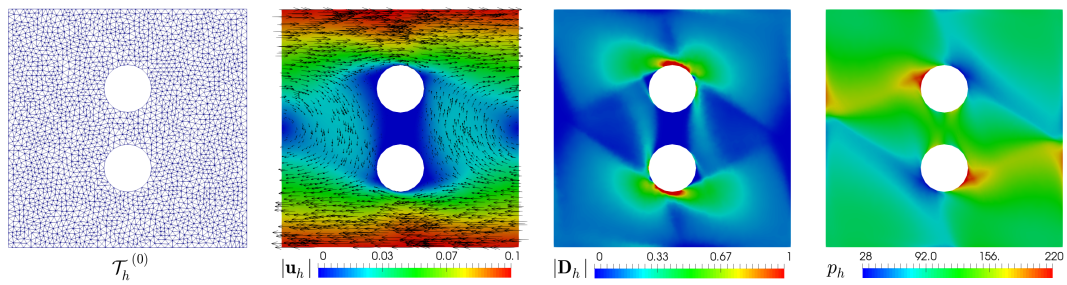 𝒯ₕ⁽⁰⁾
|𝐮ₕ| 0 0.03 0.07 0.1
|𝐃ₕ| 0 0.33 0.67 1
pₕ 28 92.0 156. 220